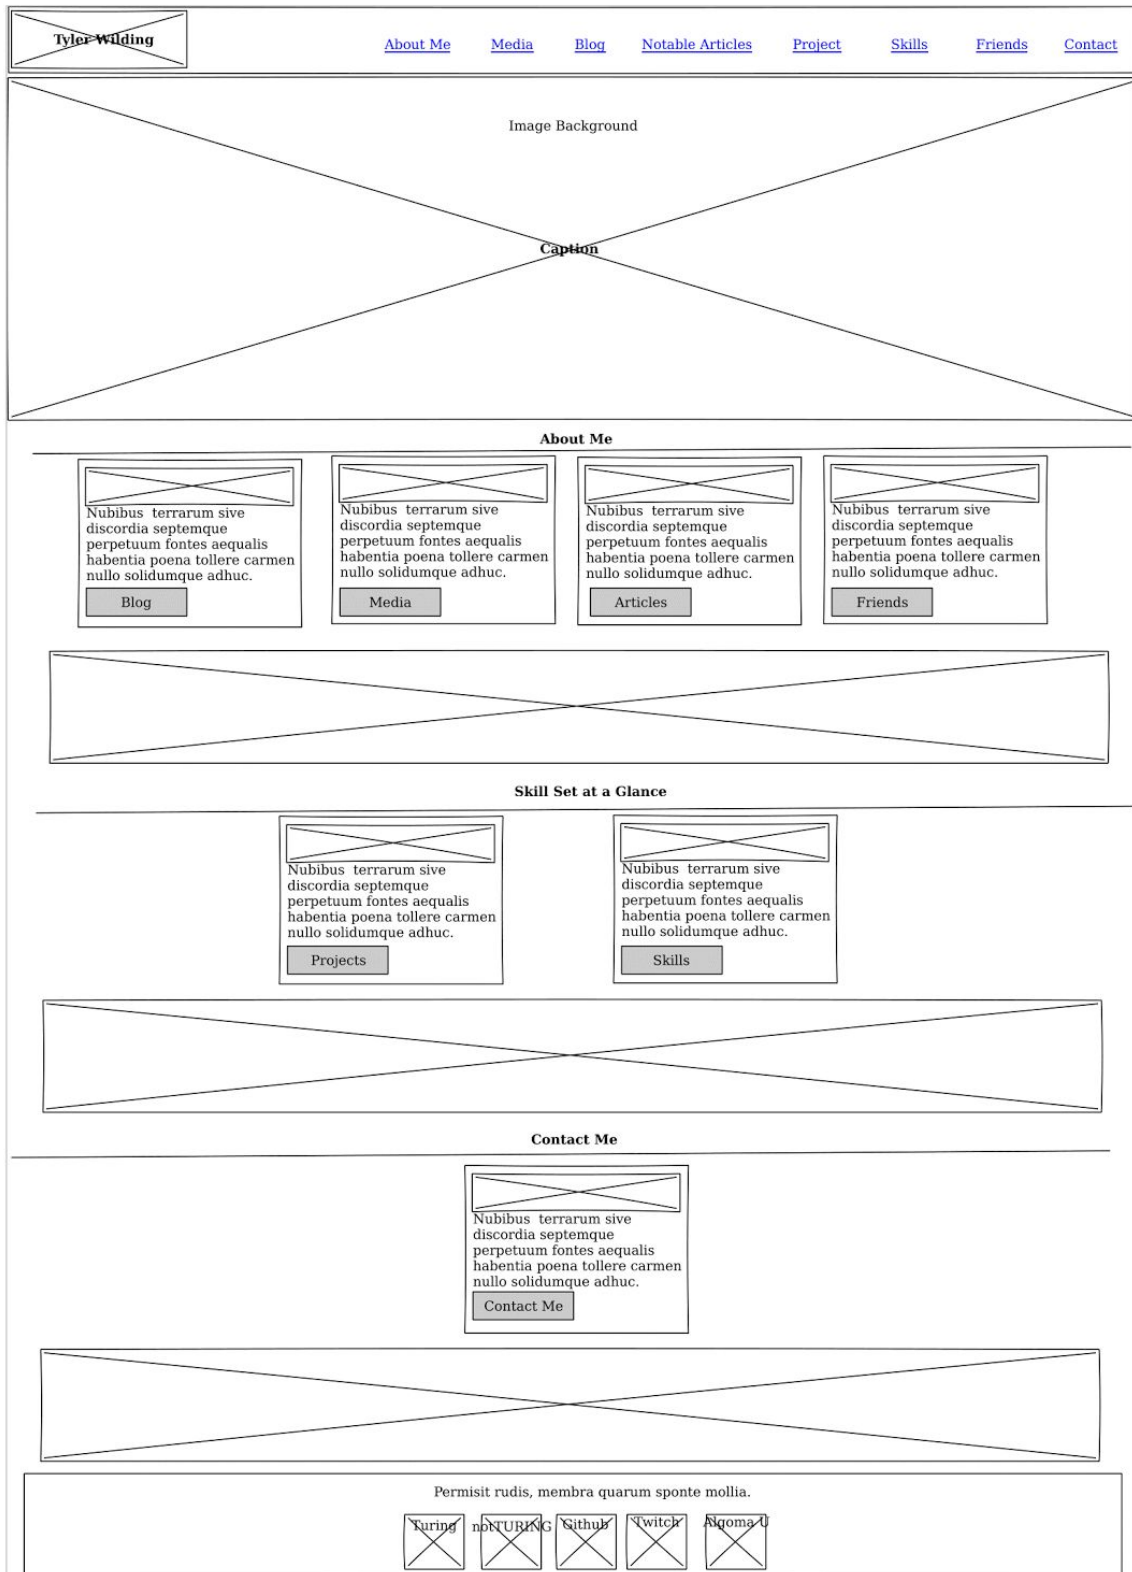 Tyler Wilding
About Me Media Blog Notable Articles Project Skills Friends Contact
Image Background
Caption
About Me
Nubibus terrarum sive
discordia septemque
perpetuum fontes aequalis
habentia poena tollere carmen
nullo solidumque adhuc.
Blog
Nubibus terrarum sive
discordia septemque
perpetuum fontes aequalis
habentia poena tollere carmen
nullo solidumque adhuc.
Media
Nubibus terrarum sive
discordia septemque
perpetuum fontes aequalis
habentia poena tollere carmen
nullo solidumque adhuc.
Articles
Nubibus terrarum sive
discordia septemque
perpetuum fontes aequalis
habentia poena tollere carmen
nullo solidumque adhuc.
Friends
Skill Set at a Glance
Nubibus terrarum sive
discordia septemque
perpetuum fontes aequalis
habentia poena tollere carmen
nullo solidumque adhuc.
Projects
Nubibus terrarum sive
discordia septemque
perpetuum fontes aequalis
habentia poena tollere carmen
nullo solidumque adhuc.
Skills
Contact Me
Nubibus terrarum sive
discordia septemque
perpetuum fontes aequalis
habentia poena tollere carmen
nullo solidumque adhuc.
Contact Me
Permisit rudis, membra quarum sponte mollia.
Turing notTURING Github Twitch Algoma U